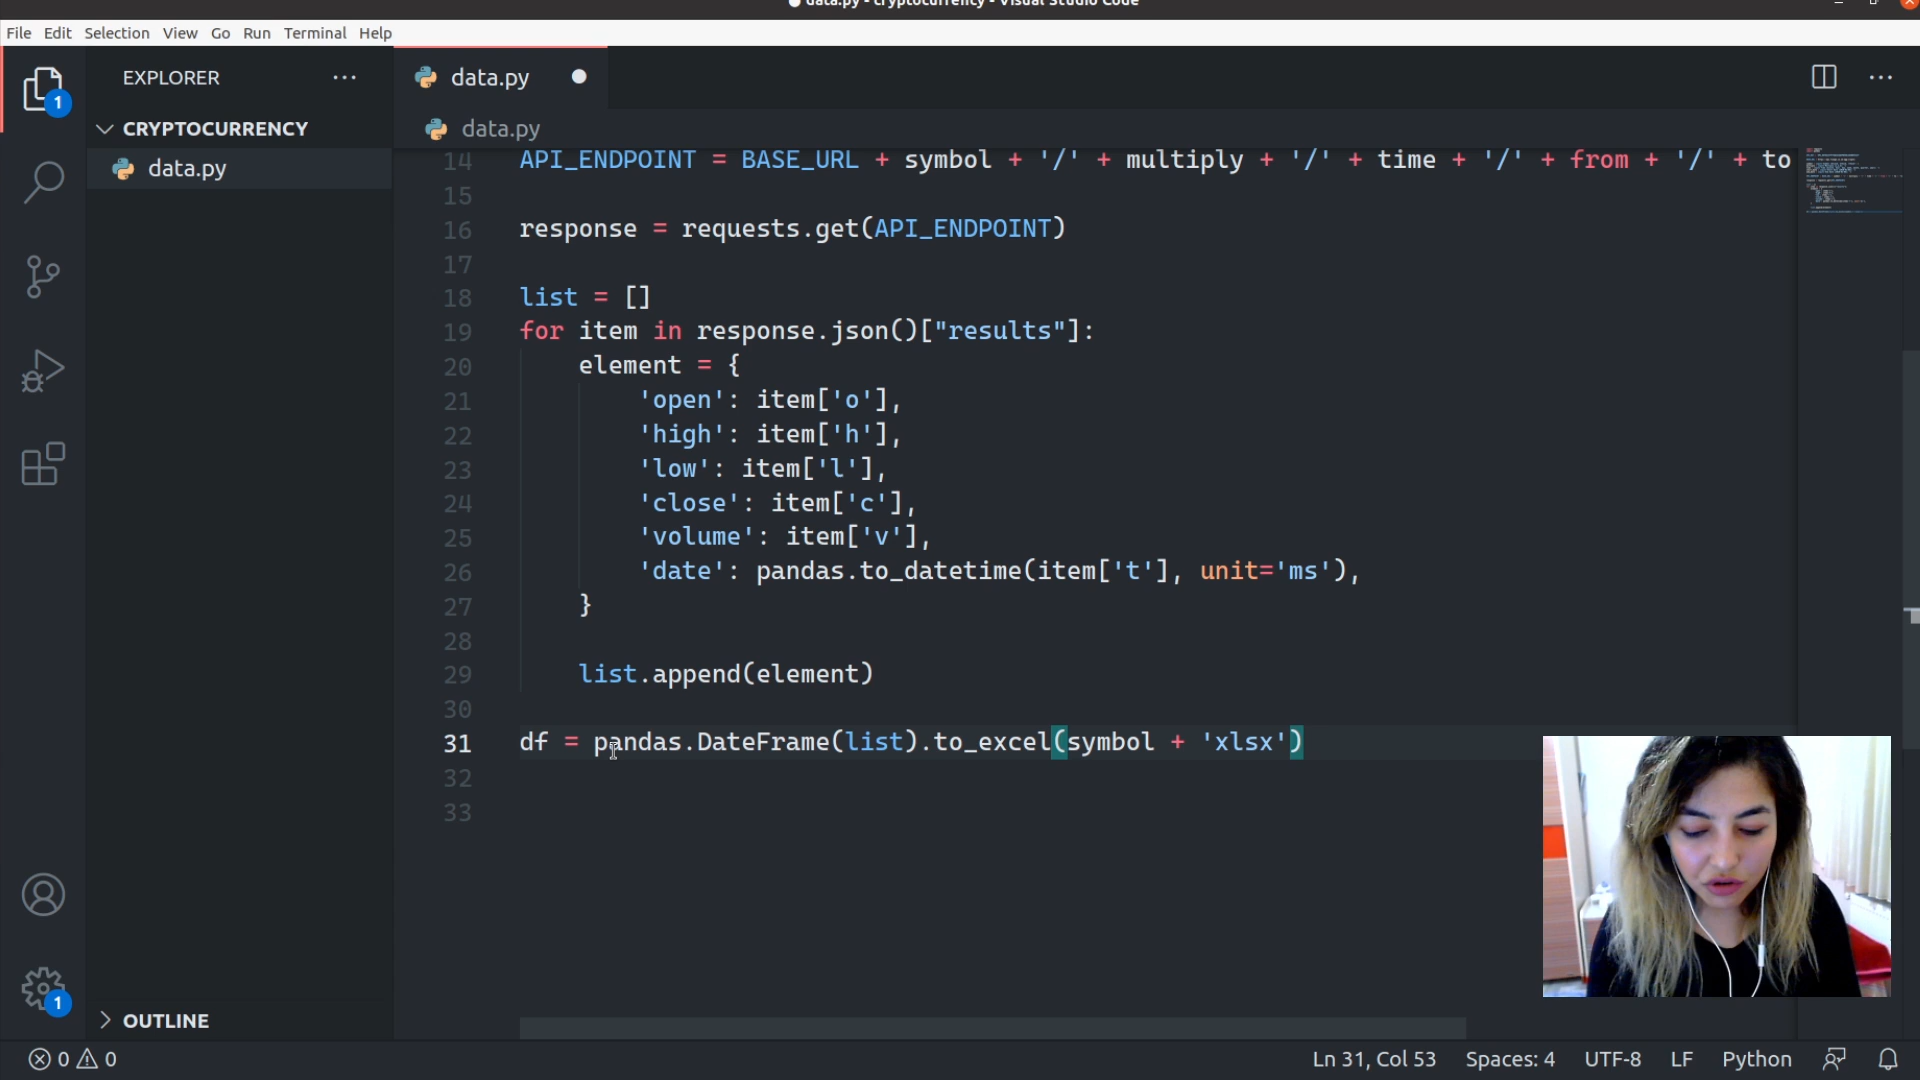 data.py - cryptocurrency - Visual Studio Code
File Edit Selection View Go Run Terminal Help
EXPLORER
data.py
CRYPTOCURRENCY
data.py
data.py
14 API_ENDPOINT = BASE_URL + symbol + '/' + multiply + '/' + time + '/' + from + '/' + to
15
16 response = requests.get(API_ENDPOINT)
17
18 list = []
19 for item in response.json()["results"]:
20 element = {
21 'open': item['o'],
22 'high': item['h'],
23 'low': item['l'],
24 'close': item['c'],
25 'volume': item['v'],
26 'date': pandas.to_datetime(item['t'], unit='ms'),
27 }
28
29 list.append(element)
30
31 df = pandas.DateFrame(list).to_excel(symbol + 'xlsx')
32
33
1
1
OUTLINE
0 0
Ln 31, Col 53 Spaces: 4 UTF-8 LF Python